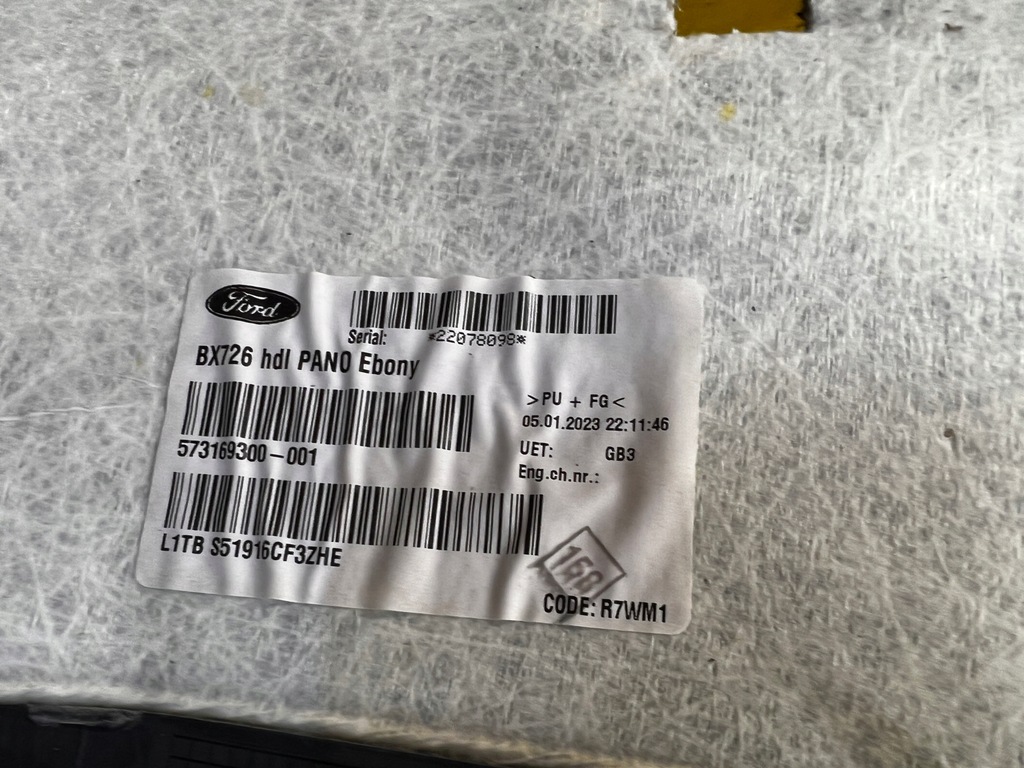 Ford
Serial: *22078098*
BX726 hdl PANO Ebony
>PU + FG<
05.01.2023 22:11:46
573169300-001
UET: GB3
Eng.ch.nr.:
L1TB S51916CF3ZHE
168
CODE: R7WM1